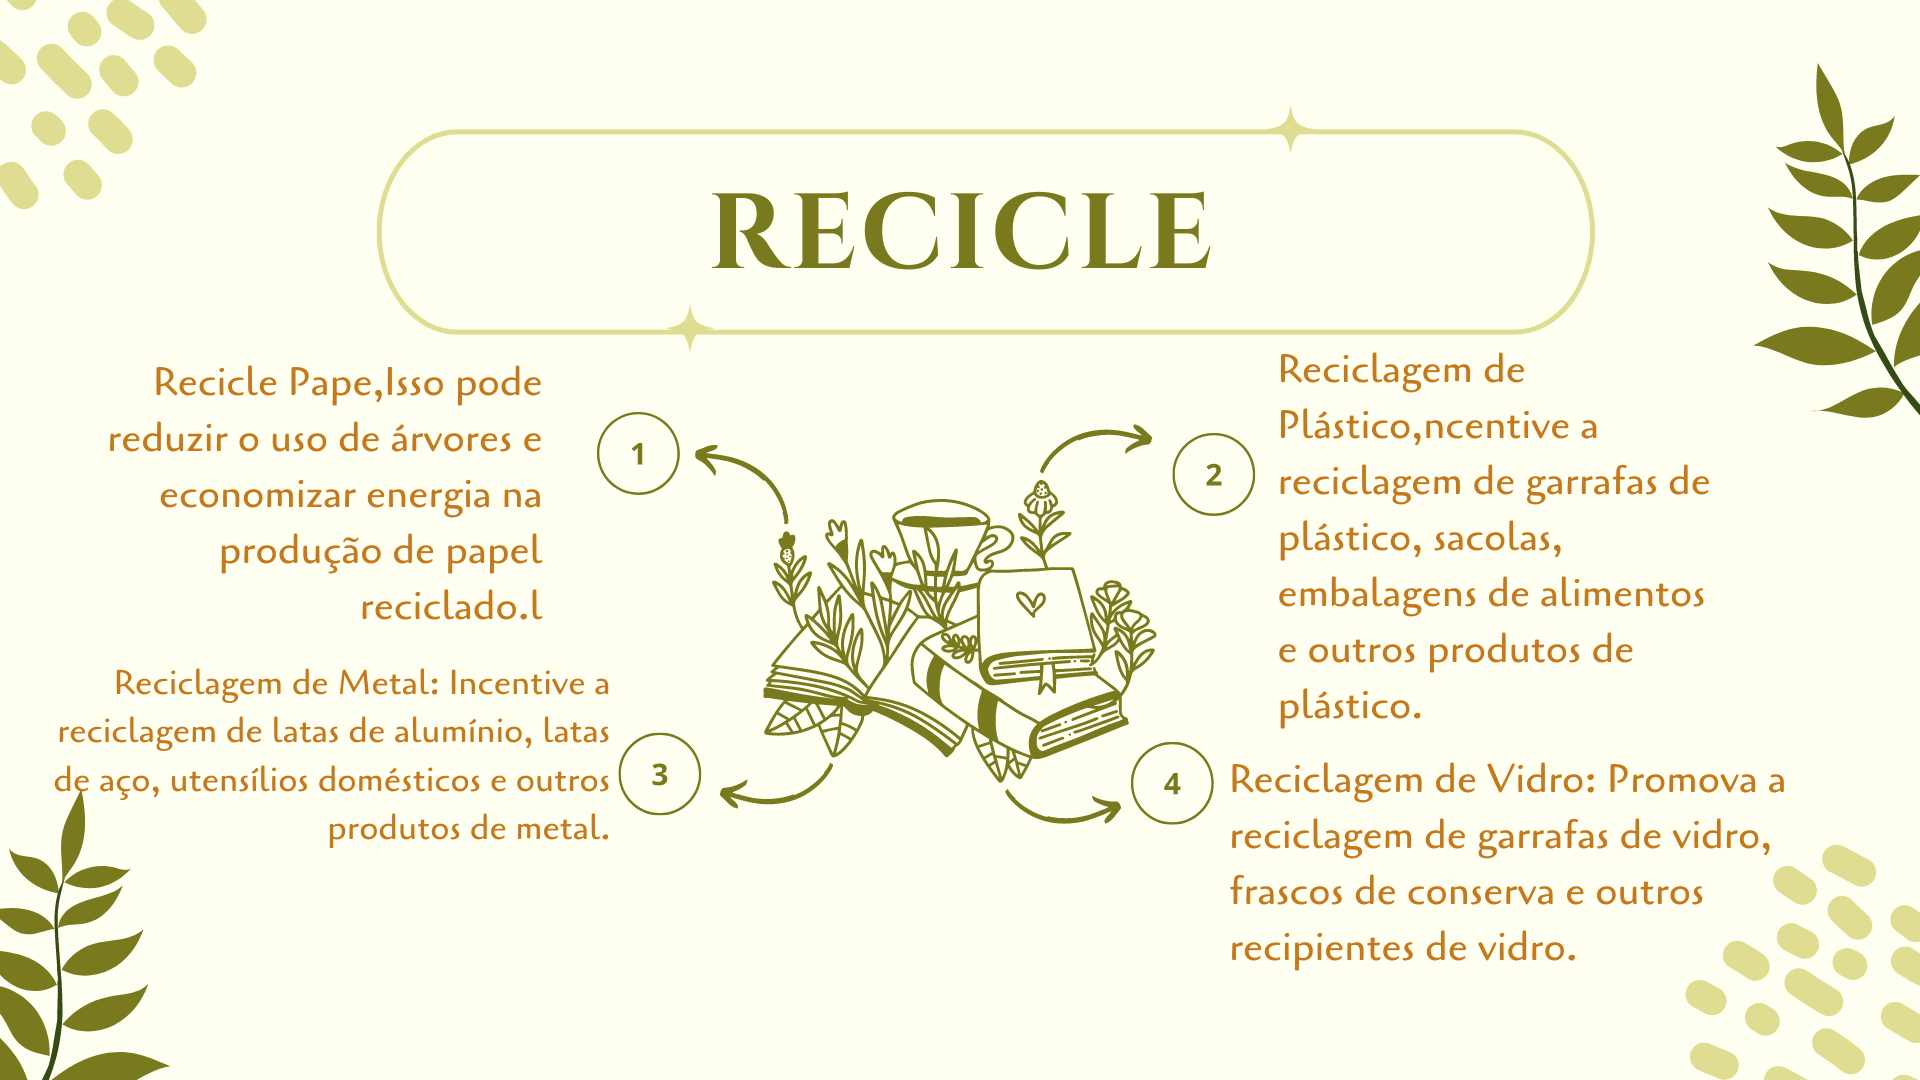 RECICLE
Recicle Pape,Isso pode
reduzir o uso de árvores e
economizar energia na
produção de papel
reciclado.l
1
2
Reciclagem de
Plástico,ncentive a
reciclagem de garrafas de
plástico, sacolas,
embalagens de alimentos
e outros produtos de
plástico.
Reciclagem de Metal: Incentive a
reciclagem de latas de alumínio, latas
de aço, utensílios domésticos e outros
produtos de metal.
3
4
Reciclagem de Vidro: Promova a
reciclagem de garrafas de vidro,
frascos de conserva e outros
recipientes de vidro.